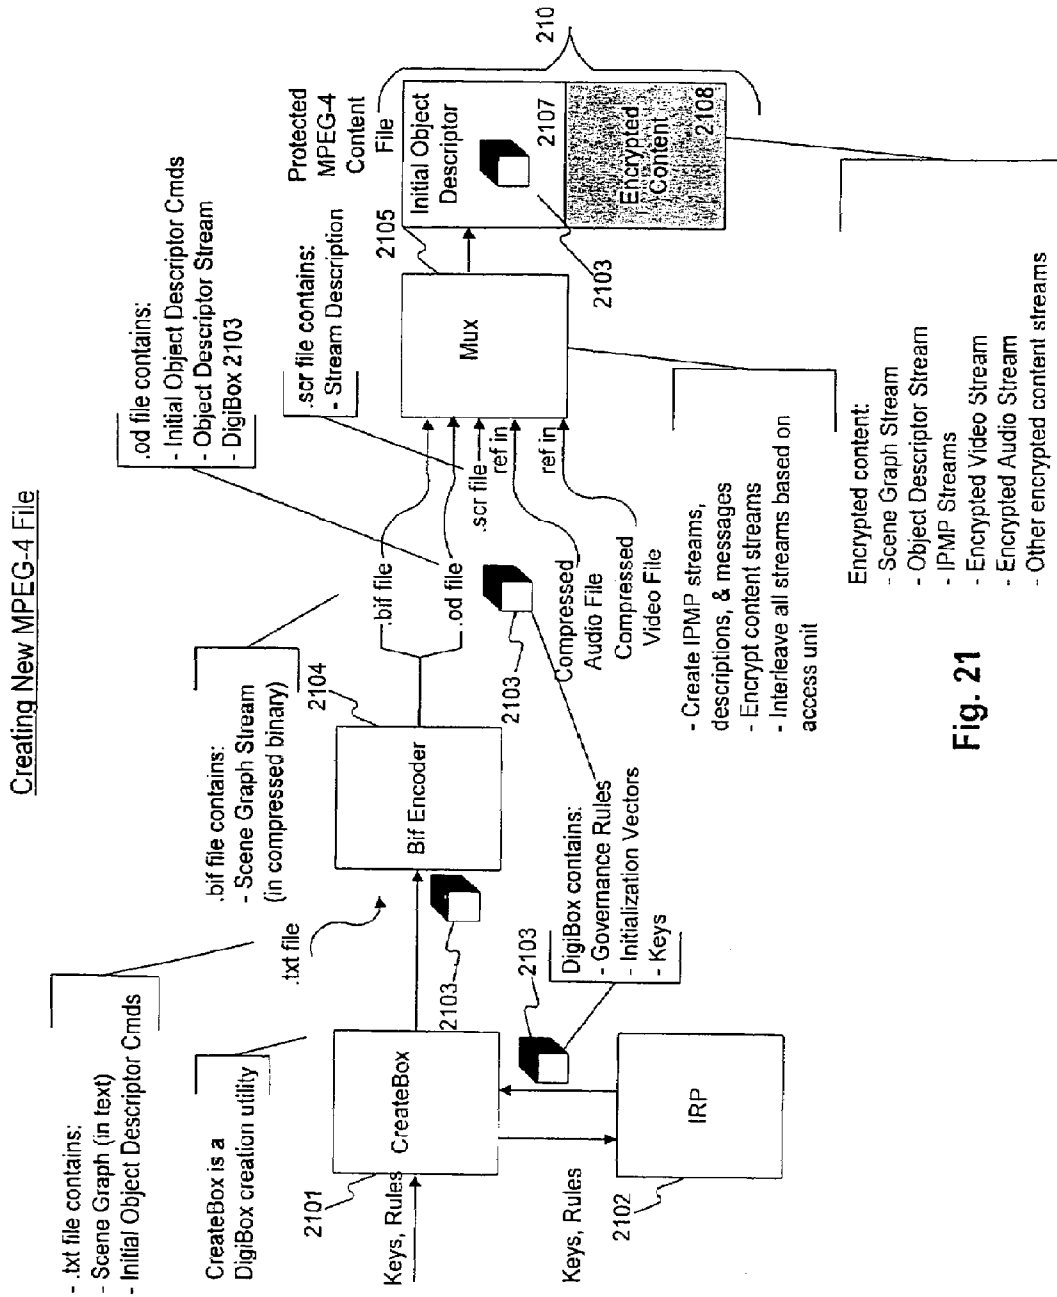 Creating New MPEG-4 File
- .txt file contains:
- Scene Graph (in text)
- Initial Object Descriptor Cmds
CreateBox is a
DigiBox creation utility
Keys, Rules
2101
CreateBox
Keys, Rules
2102
IRP
2103
DigiBox contains:
- Governance Rules
- Initialization Vectors
- Keys
.txt file
2103
.bif file contains:
- Scene Graph Stream
(in compressed binary)
2104
Bif Encoder
.bif file
.od file
2103
.od file contains:
- Initial Object Descriptor Cmds
- Object Descriptor Stream
- DigiBox 2103
.scr file contains:
- Stream Description
.scr file
ref in
ref in
Compressed
Audio File
Compressed
Video File
Mux
2105
- Create IPMP streams,
descriptions, & messages
- Encrypt content streams
- Interleave all streams based on
access unit
Protected
MPEG-4
Content
File
Initial Object
Descriptor
2107
2103
Encrypted
Content
2108
210
Encrypted content:
- Scene Graph Stream
- Object Descriptor Stream
- IPMP Streams
- Encrypted Video Stream
- Encrypted Audio Stream
- Other encrypted content streams
Fig. 21